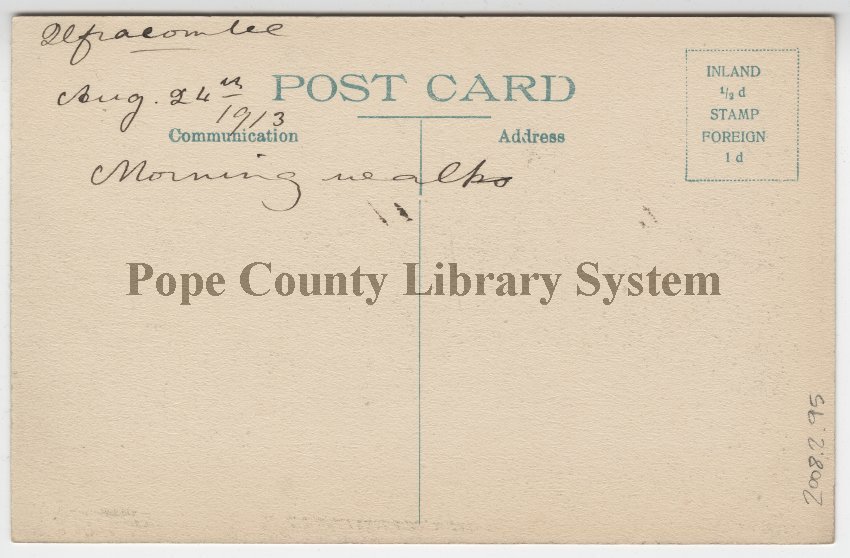 Ilfracombe
Aug. 24th
1913
POST CARD
Communication
Address
INLAND
½ d
STAMP
FOREIGN
1 d
Morning walks
Pope County Library System
2008.2.95